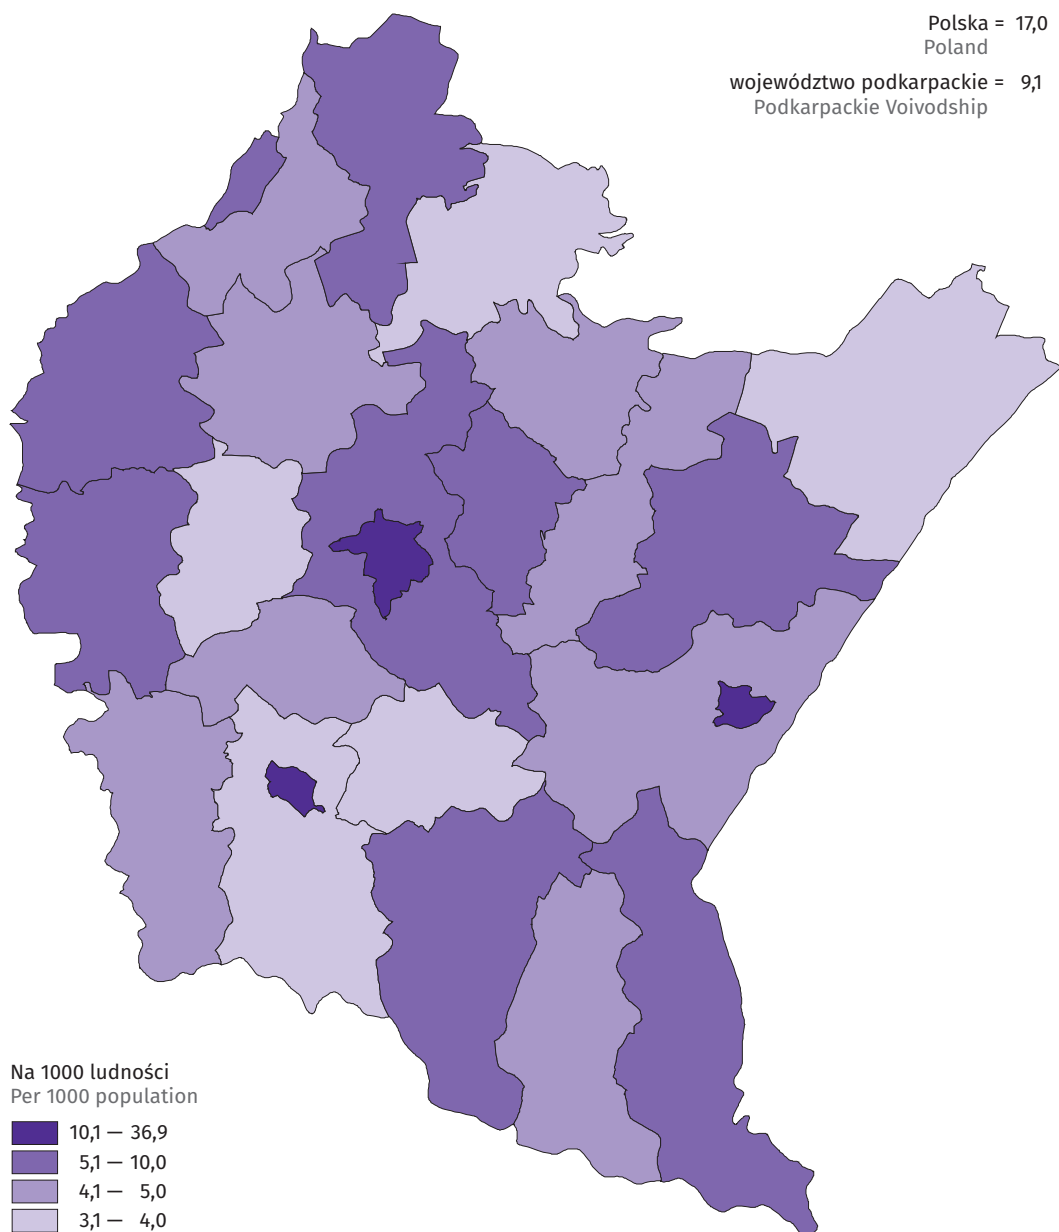 Polska = 17,0
Poland
województwo podkarpackie = 9,1
Podkarpackie Voivodship
Na 1000 ludności
Per 1000 population
10,1 — 36,9
5,1 — 10,0
4,1 — 5,0
3,1 — 4,0